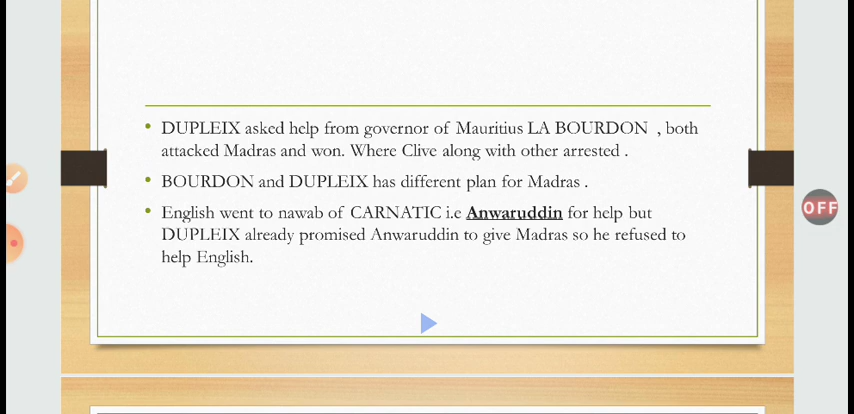 • DUPLEIX asked help from governor of Mauritius LA BOURDON , both
attacked Madras and won. Where Clive along with other arrested .
• BOURDON and DUPLEIX has different plan for Madras .
• English went to nawab of CARNATIC i.e Anwaruddin for help but
DUPLEIX already promised Anwaruddin to give Madras so he refused to
help English.
OFF